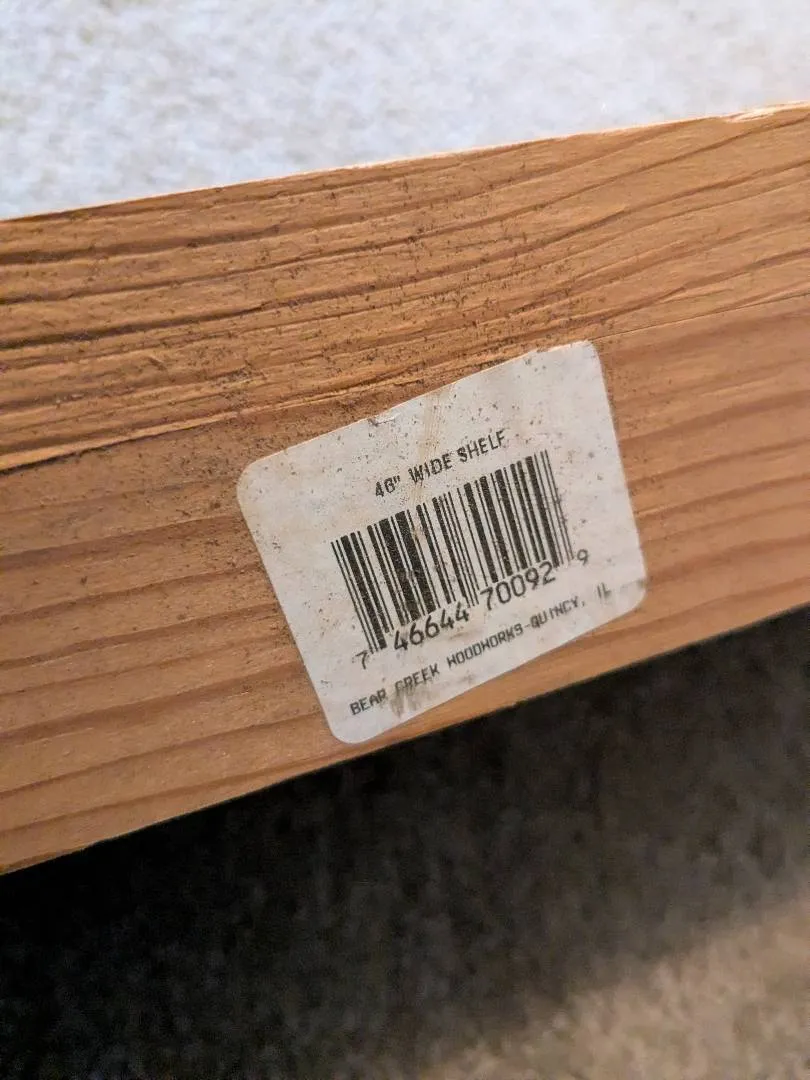 46" WIDE SHELF
7 46644 70092 9
BEAR CREEK WOODWORKS-QUINCY, IL